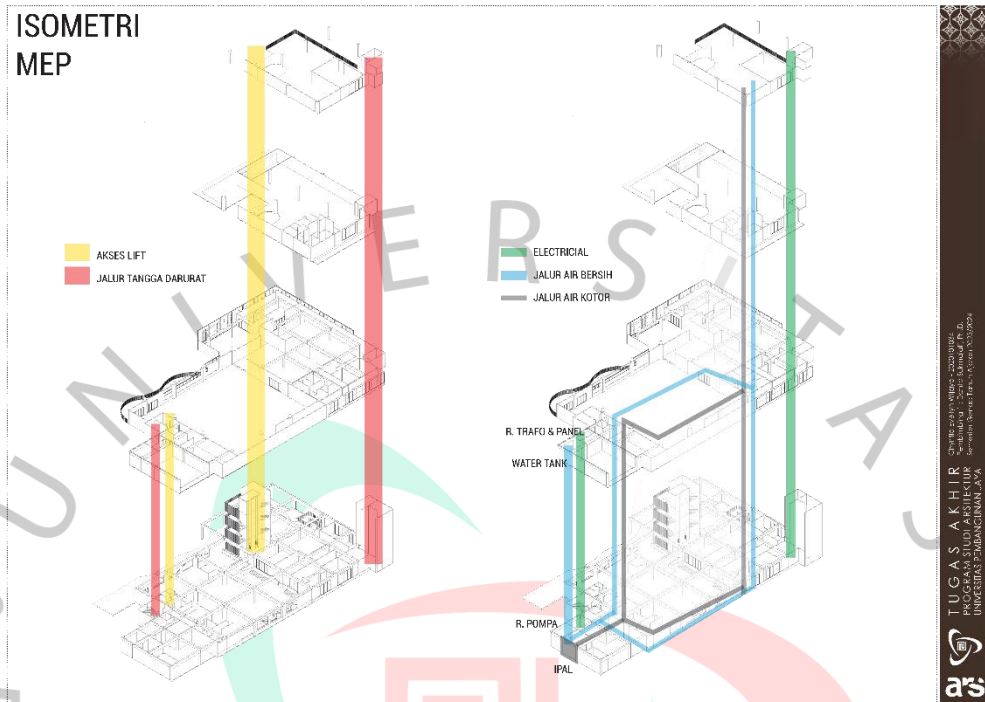 ISOMETRI
MEP
AKSES LIFT
JALUR TANGGA DARURAT
ELECTRICIAL
JALUR AIR BERSIH
JALUR AIR KOTOR
R. TRAFO & PANEL
WATER TANK
R. POMPA
IPAL
UNIVERSITAS
TUGAS AKHIR
PROGRAM STUDI ARSITEKTUR
UNIVERSITAS PEMBANGUNAN JAYA
ars